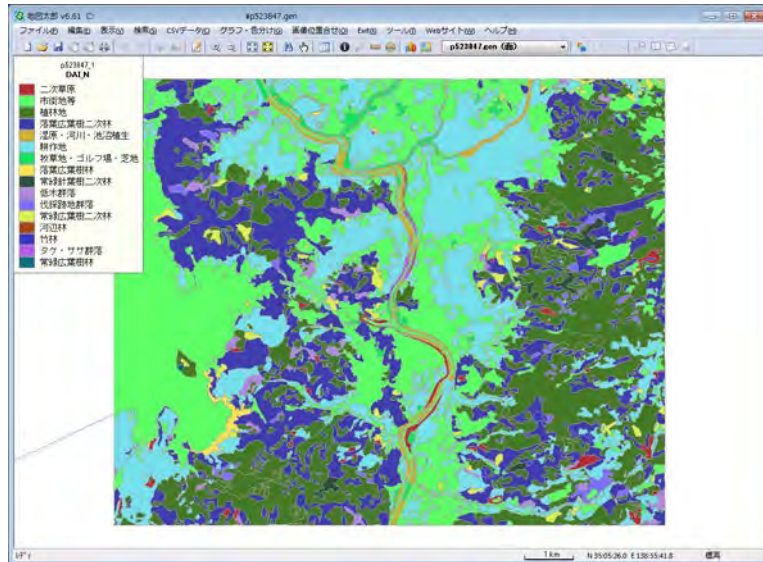 地図太郎 v6.61
#p523847.gen
ファイル(F) 編集(E) 表示(V) 検索(S) CSVデータ(C) グラフ・色分け(G) 画像位置合せ(O) Exif(X) ツール(T) Webサイト(W) ヘルプ(H)
p523847.gen (面)
p523847_1
DAI_N
二次草原
市街地等
植林地
落葉広葉樹二次林
湿原・河川・池沼植生
耕作地
牧草地・ゴルフ場・芝地
落葉広葉樹林
常緑針葉樹二次林
低木群落
伐採跡地群落
常緑広葉樹二次林
河辺林
竹林
タケ・ササ群落
常緑広葉樹林
ﾚﾃﾞｨ
1km N 35:05:26.0 E 138:55:41.8 標高